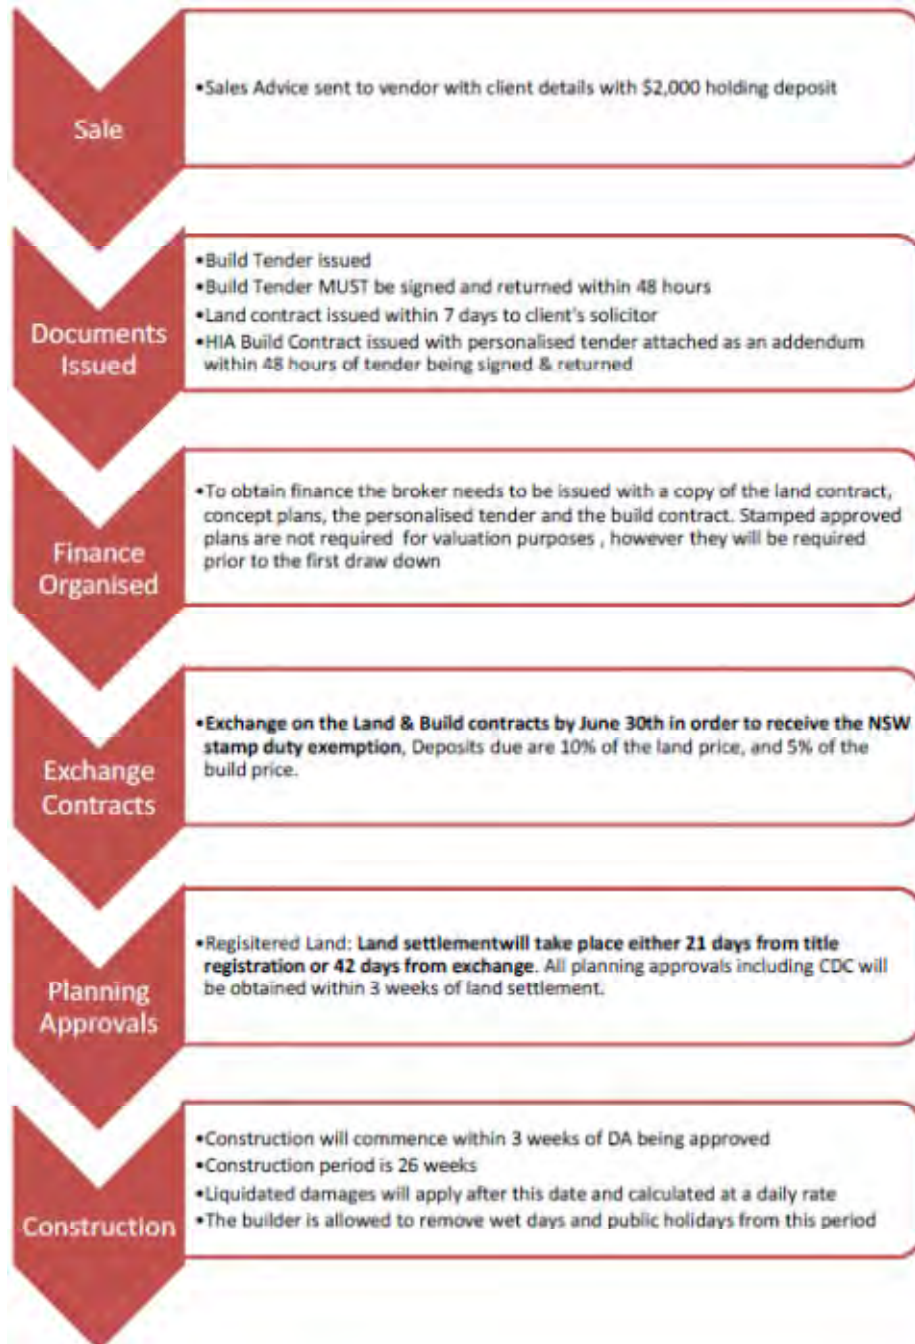 Sale
•Sales Advice sent to vendor with client details with $2,000 holding deposit
Documents
Issued
•Build Tender issued
•Build Tender MUST be signed and returned within 48 hours
•Land contract issued within 7 days to client's solicitor
•HIA Build Contract issued with personalised tender attached as an addendum
within 48 hours of tender being signed & returned
Finance
Organised
•To obtain finance the broker needs to be issued with a copy of the land contract,
concept plans, the personalised tender and the build contract. Stamped approved
plans are not required for valuation purposes , however they will be required
prior to the first draw down
Exchange
Contracts
•Exchange on the Land & Build contracts by June 30th in order to receive the NSW
stamp duty exemption, Deposits due are 10% of the land price, and 5% of the
build price.
Planning
Approvals
•Regisitered Land: Land settlementwill take place either 21 days from title
registration or 42 days from exchange. All planning approvals including CDC will
be obtained within 3 weeks of land settlement.
Construction
•Construction will commence within 3 weeks of DA being approved
•Construction period is 26 weeks
•Liquidated damages will apply after this date and calculated at a daily rate
•The builder is allowed to remove wet days and public holidays from this period